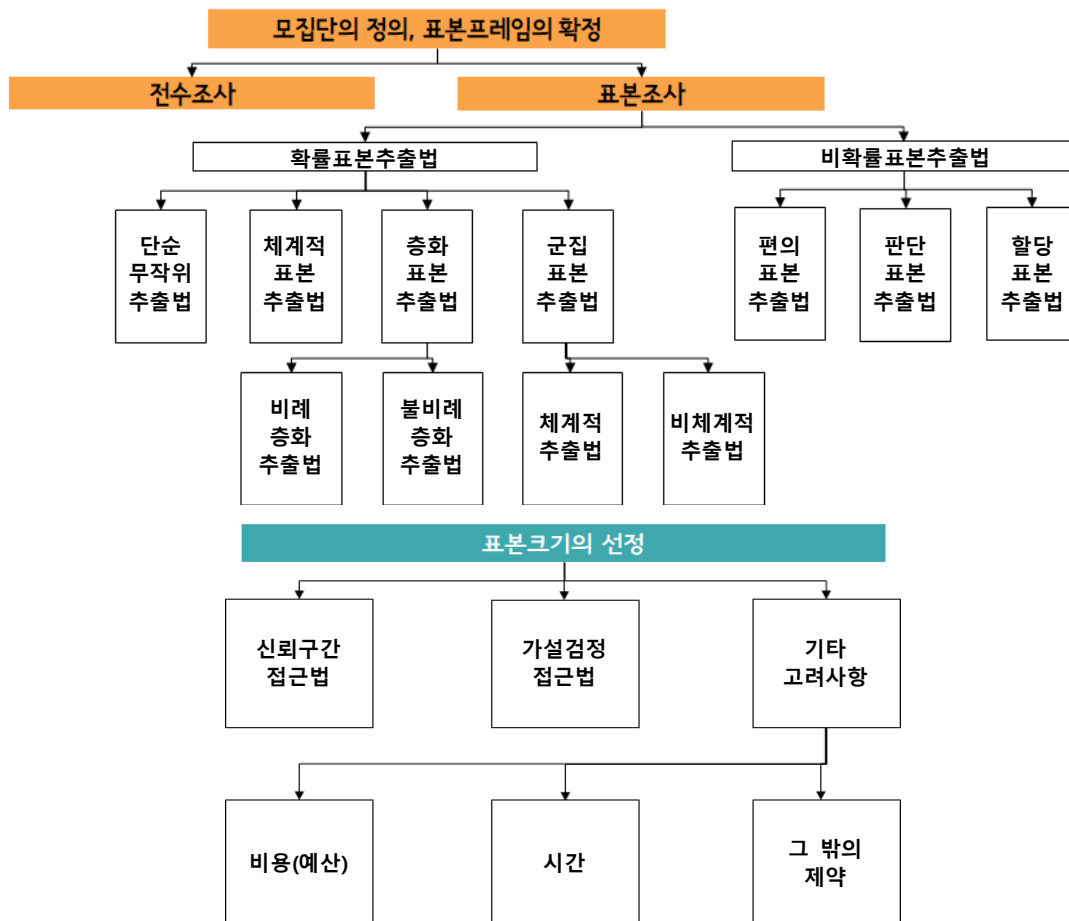 모집단의 정의, 표본프레임의 확정
전수조사
표본조사
확률표본추출법
비확률표본추출법
단순
무작위
추출법
체계적
표본
추출법
층화
표본
추출법
군집
표본
추출법
편의
표본
추출법
판단
표본
추출법
할당
표본
추출법
비례
층화
추출법
불비례
층화
추출법
체계적
추출법
비체계적
추출법
표본크기의 선정
신뢰구간
접근법
가설검정
접근법
기타
고려사항
비용(예산)
시간
그 밖의
제약